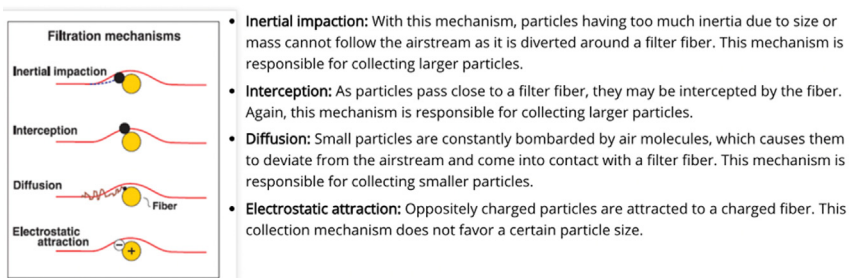 Filtration mechanisms
Inertial impaction
Interception
Diffusion
Fiber
Electrostatic
attraction
−
+
• Inertial impaction: With this mechanism, particles having too much inertia due to size or
mass cannot follow the airstream as it is diverted around a filter fiber. This mechanism is
responsible for collecting larger particles.
• Interception: As particles pass close to a filter fiber, they may be intercepted by the fiber.
Again, this mechanism is responsible for collecting larger particles.
• Diffusion: Small particles are constantly bombarded by air molecules, which causes them
to deviate from the airstream and come into contact with a filter fiber. This mechanism is
responsible for collecting smaller particles.
• Electrostatic attraction: Oppositely charged particles are attracted to a charged fiber. This
collection mechanism does not favor a certain particle size.